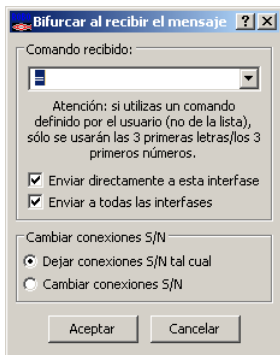 Bifurcar al recibir el mensaje
Comando recibido:
=
Atención: si utilizas un comando
definido por el usuario (no de la lista),
sólo se usarán las 3 primeras letras/los 3
primeros números.
Enviar directamente a esta interfase
Enviar a todas las interfases
Cambiar conexiones S/N
Dejar conexiones S/N tal cual
Cambiar conexiones S/N
Aceptar Cancelar